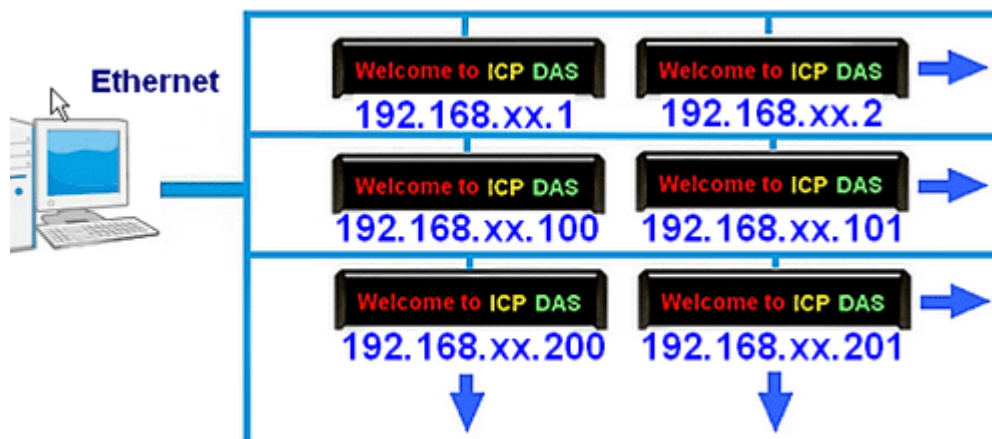 Ethernet
Welcome to ICP DAS
Welcome to ICP DAS
192.168.xx.1
192.168.xx.2
Welcome to ICP DAS
Welcome to ICP DAS
192.168.xx.100
192.168.xx.101
Welcome to ICP DAS
Welcome to ICP DAS
192.168.xx.200
192.168.xx.201